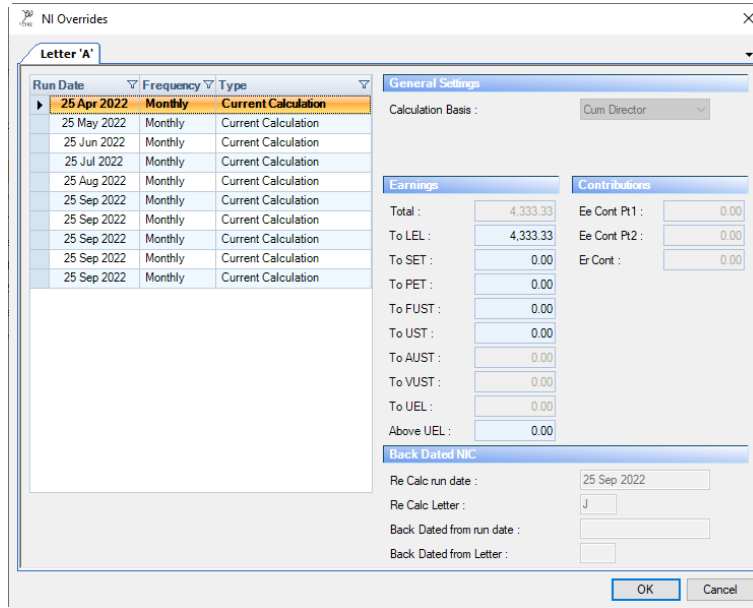 NI Overrides
Letter 'A'
Run Date Frequency Type
25 Apr 2022 Monthly Current Calculation
25 May 2022 Monthly Current Calculation
25 Jun 2022 Monthly Current Calculation
25 Jul 2022 Monthly Current Calculation
25 Aug 2022 Monthly Current Calculation
25 Sep 2022 Monthly Current Calculation
25 Sep 2022 Monthly Current Calculation
25 Sep 2022 Monthly Current Calculation
25 Sep 2022 Monthly Current Calculation
25 Sep 2022 Monthly Current Calculation
General Settings
Calculation Basis : Cum Director
Earnings
Total : 4,333.33
To LEL : 4,333.33
To SET : 0.00
To PET : 0.00
To FUST : 0.00
To UST : 0.00
To AUST : 0.00
To VUST : 0.00
To UEL : 0.00
Above UEL : 0.00
Contributions
Ee Cont Pt1 : 0.00
Ee Cont Pt2 : 0.00
Er Cont : 0.00
Back Dated NIC
Re Calc run date : 25 Sep 2022
Re Calc Letter : J
Back Dated from run date :
Back Dated from Letter :
OK Cancel